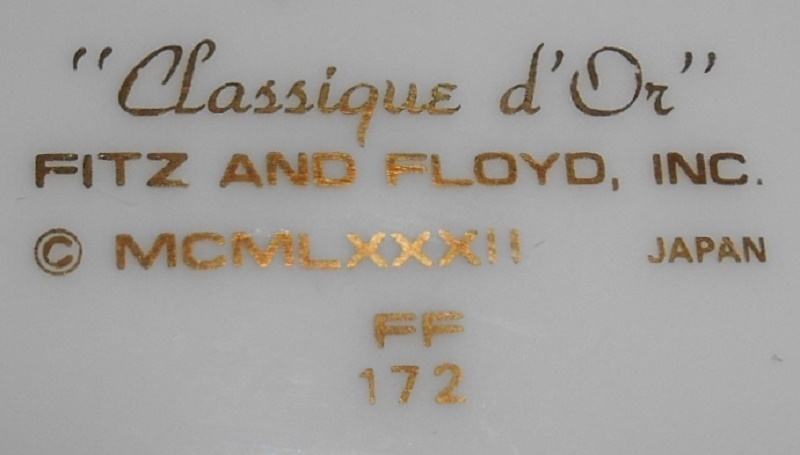 "Classique d'Or"
FITZ AND FLOYD, INC.
© MCMLXXXII JAPAN
FF
172